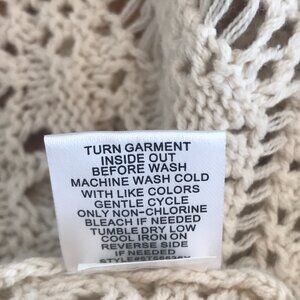 TURN GARMENT
INSIDE OUT
BEFORE WASH
MACHINE WASH COLD
WITH LIKE COLORS
GENTLE CYCLE
ONLY NON-CHLORINE
BLEACH IF NEEDED
TUMBLE DRY LOW
COOL IRON ON
REVERSE SIDE
IF NEEDED